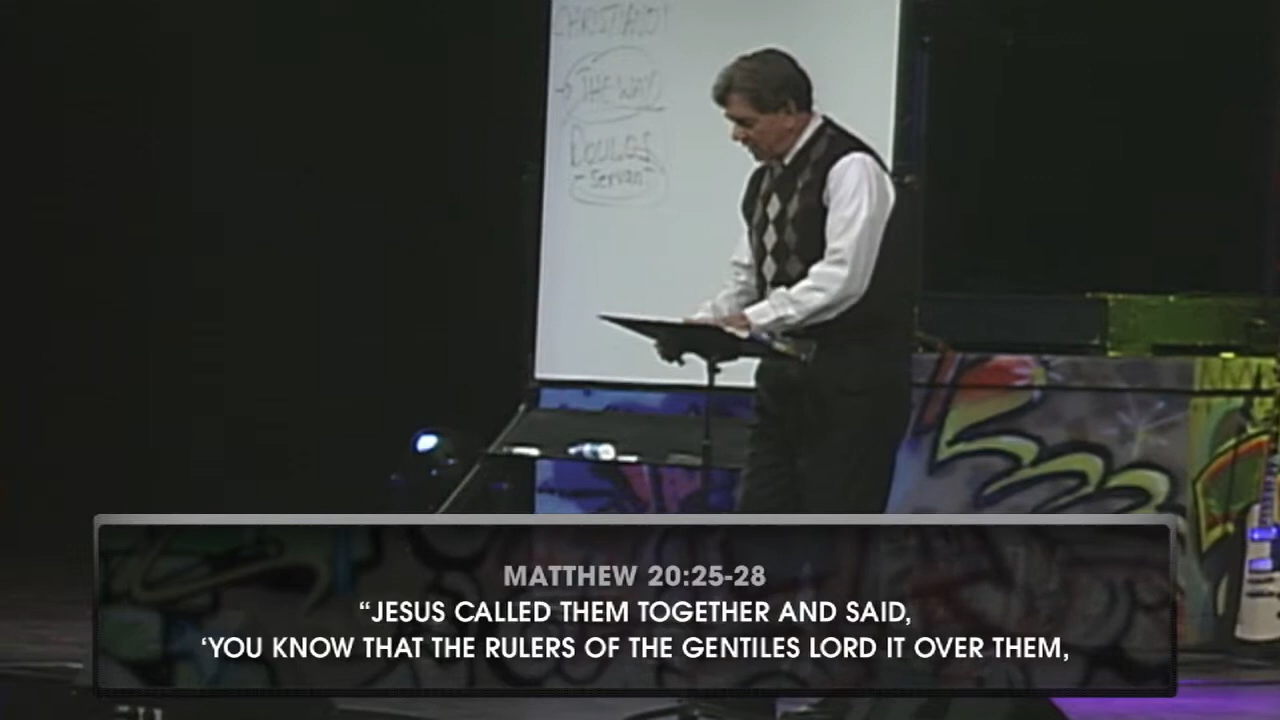 THE WAY
DOULOS
- servant
MATTHEW 20:25-28
“JESUS CALLED THEM TOGETHER AND SAID,
‘YOU KNOW THAT THE RULERS OF THE GENTILES LORD IT OVER THEM,